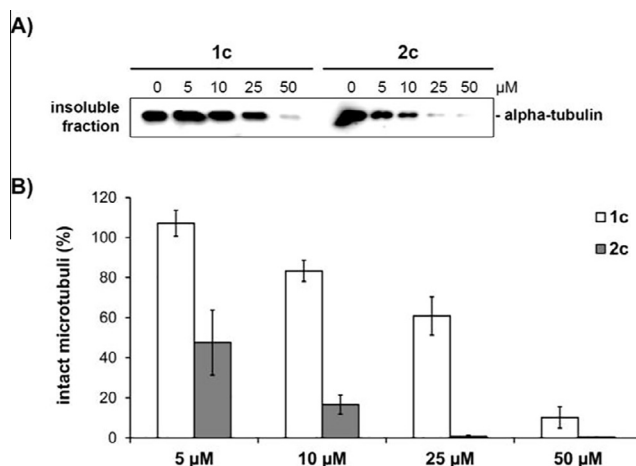 A)
1c 2c
0 5 10 25 50 0 5 10 25 50 µM
insoluble
fraction
- alpha-tubulin
B)
intact microtubuli (%)
120
100
80
60
40
20
0
1c
2c
5 µM 10 µM 25 µM 50 µM